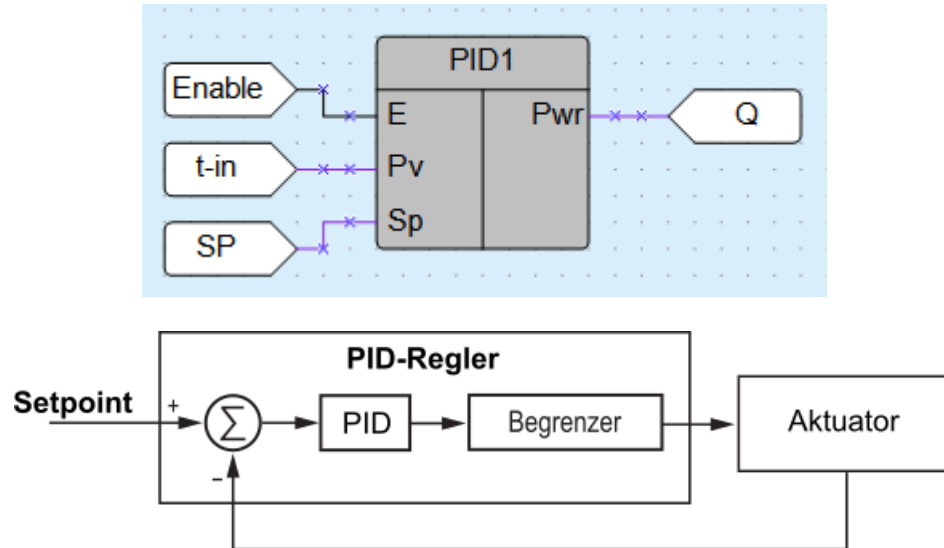 PID1
Enable
E
Pwr
Q
t-in
Pv
SP
Sp
PID-Regler
Setpoint
+
Σ
PID
Begrenzer
Aktuator
-